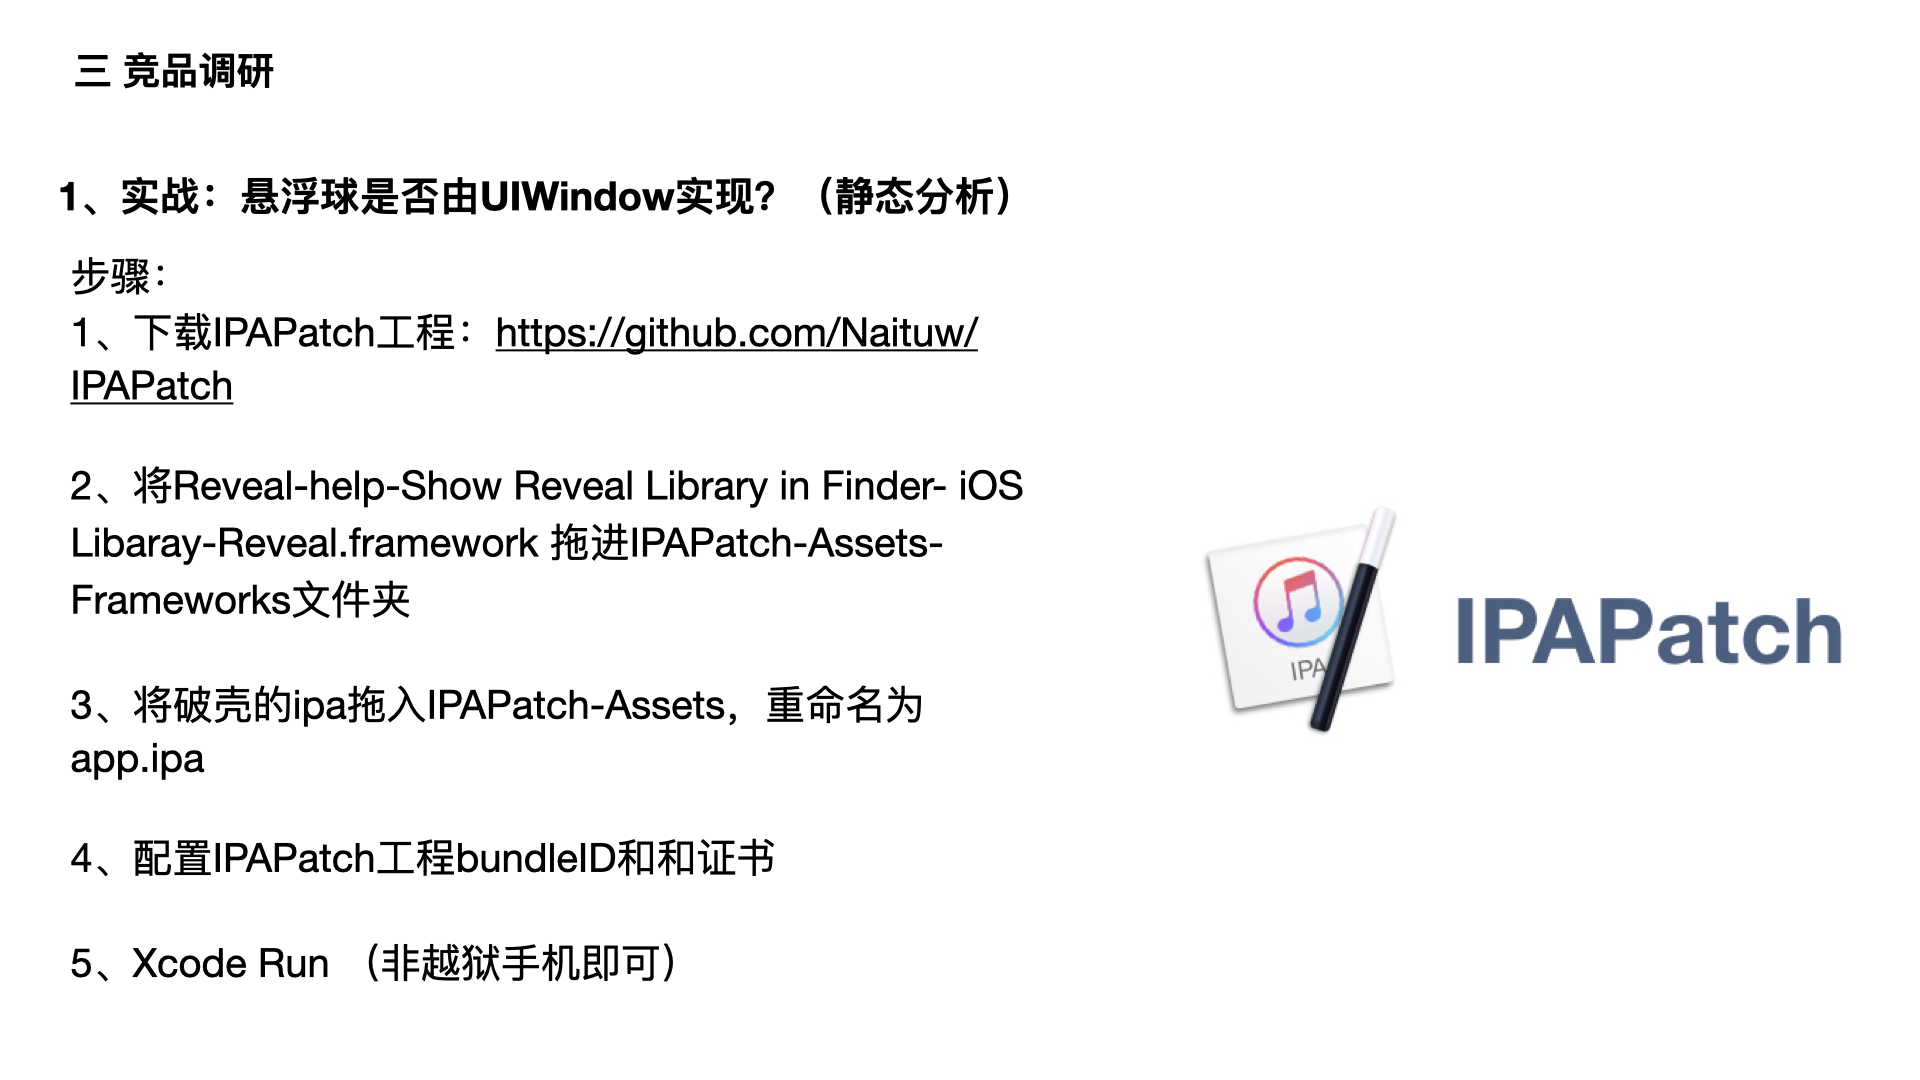 三 竞品调研
1、实战：悬浮球是否由UIWindow实现？（静态分析）
步骤：
1、下载IPAPatch工程：https://github.com/Naituw/
IPAPatch
2、将Reveal-help-Show Reveal Library in Finder- iOS
Libaray-Reveal.framework 拖进IPAPatch-Assets-
Frameworks文件夹
3、将破壳的ipa拖入IPAPatch-Assets，重命名为
app.ipa
4、配置IPAPatch工程bundleID和和证书
5、Xcode Run （非越狱手机即可）
IPA
IPAPatch